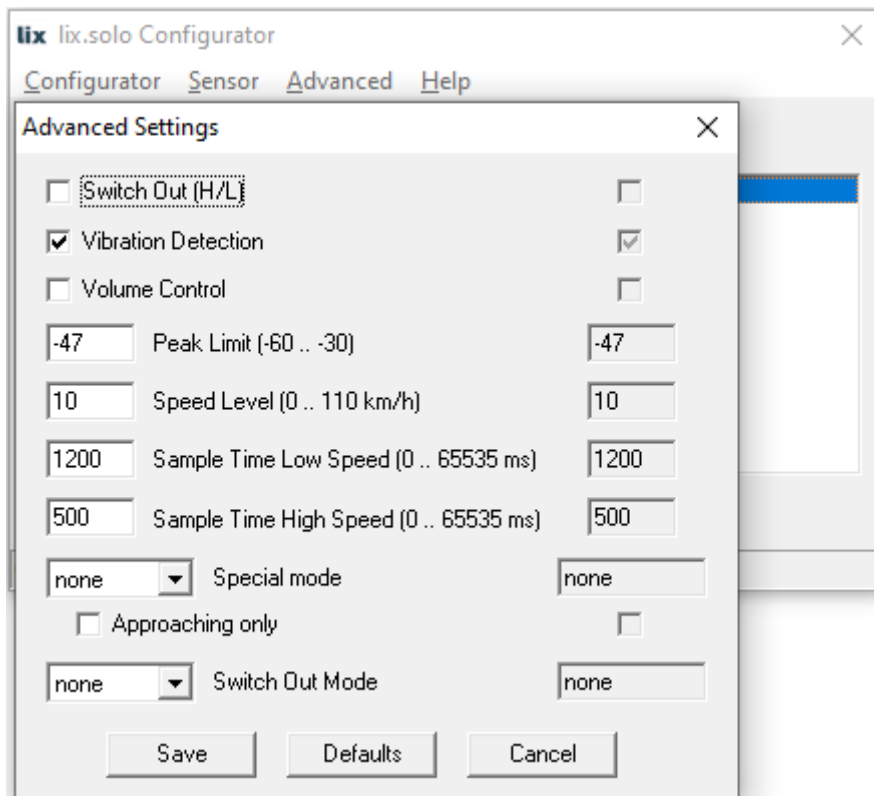 lix lix.solo Configurator
Configurator Sensor Advanced Help
Advanced Settings
Switch Out (H/L)
Vibration Detection
Volume Control
-47 Peak Limit (-60 .. -30) -47
10 Speed Level (0 .. 110 km/h) 10
1200 Sample Time Low Speed (0 .. 65535 ms) 1200
500 Sample Time High Speed (0 .. 65535 ms) 500
none Special mode none
Approaching only
none Switch Out Mode none
Save Defaults Cancel